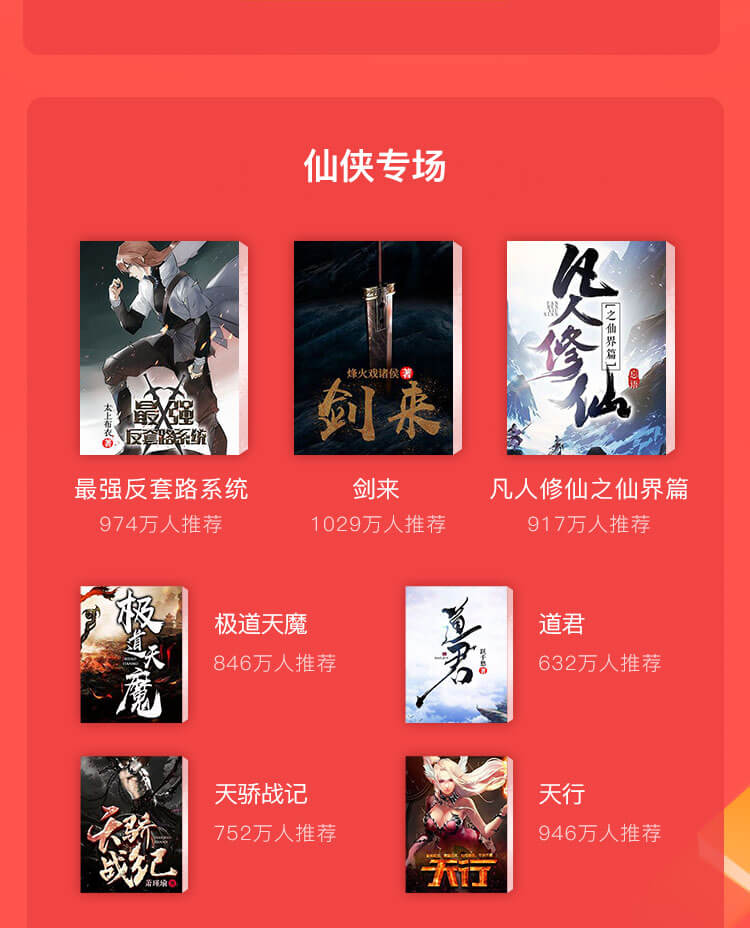 仙侠专场
太上布衣 著
最强
反套路系统
烽火戏诸侯 著
剑来
凡人修仙
之仙界篇
忘语
最强反套路系统
剑来
凡人修仙之仙界篇
974万人推荐
1029万人推荐
917万人推荐
极道天魔
道君
跃千愁 著
极道天魔
846万人推荐
道君
632万人推荐
天骄战纪
萧瑾瑜
天行
天骄战记
752万人推荐
天行
946万人推荐